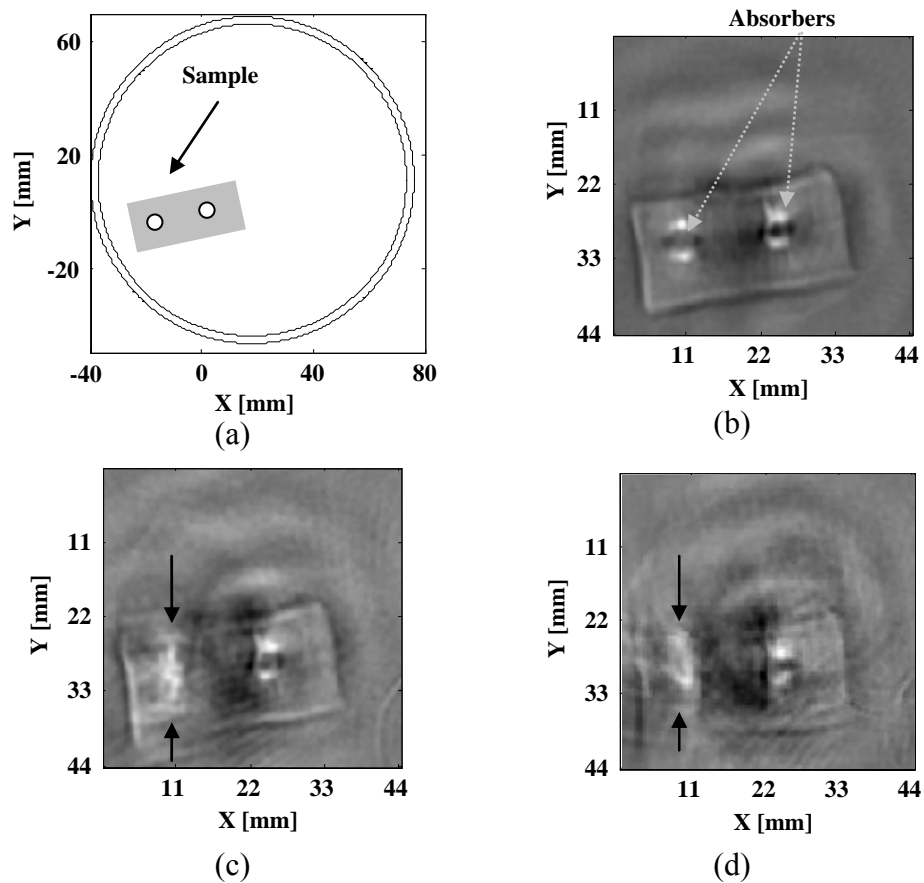 60
Sample
20
Y [mm]
-20
-40 0 40 80
X [mm]
(a)
Absorbers
11
22
Y [mm]
33
44
11 22 33 44
X [mm]
(b)
11
22
Y [mm]
33
44
11 22 33 44
X [mm]
(c)
11
22
Y [mm]
33
44
11 22 33 44
X [mm]
(d)